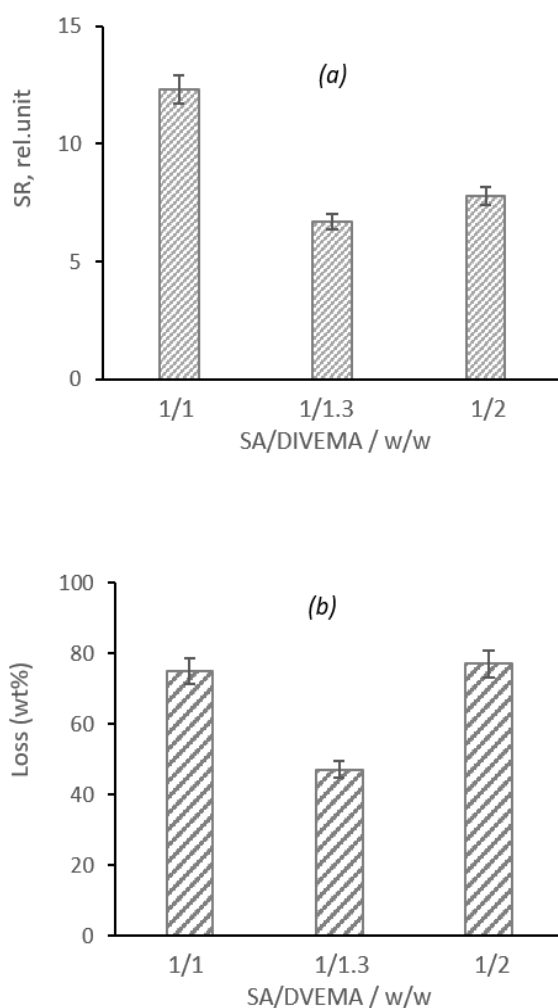 15
(a)
10
SR, rel.unit
5
0
1/1 1/1.3 1/2
SA/DIVEMA / w/w
100
(b)
80
60
Loss (wt%)
40
20
0
1/1 1/1.3 1/2
SA/DVEMA / w/w